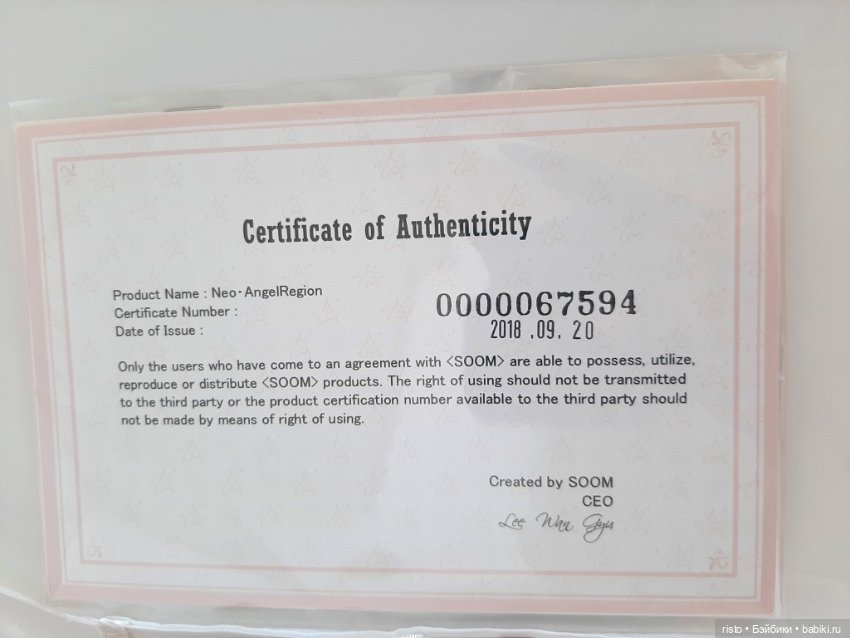 Certificate of Authenticity
Product Name : Neo·AngelRegion
Certificate Number : 0000067594
Date of Issue : 2018 .09. 20
Only the users who have come to an agreement with <SOOM> are able to possess, utilize,
reproduce or distribute <SOOM> products. The right of using should not be transmitted
to the third party or the product certification number available to the third party should
not be made by means of right of using.
Created by SOOM
CEO
Lee Wan Gyu
risto • Бэйбики • babiki.ru